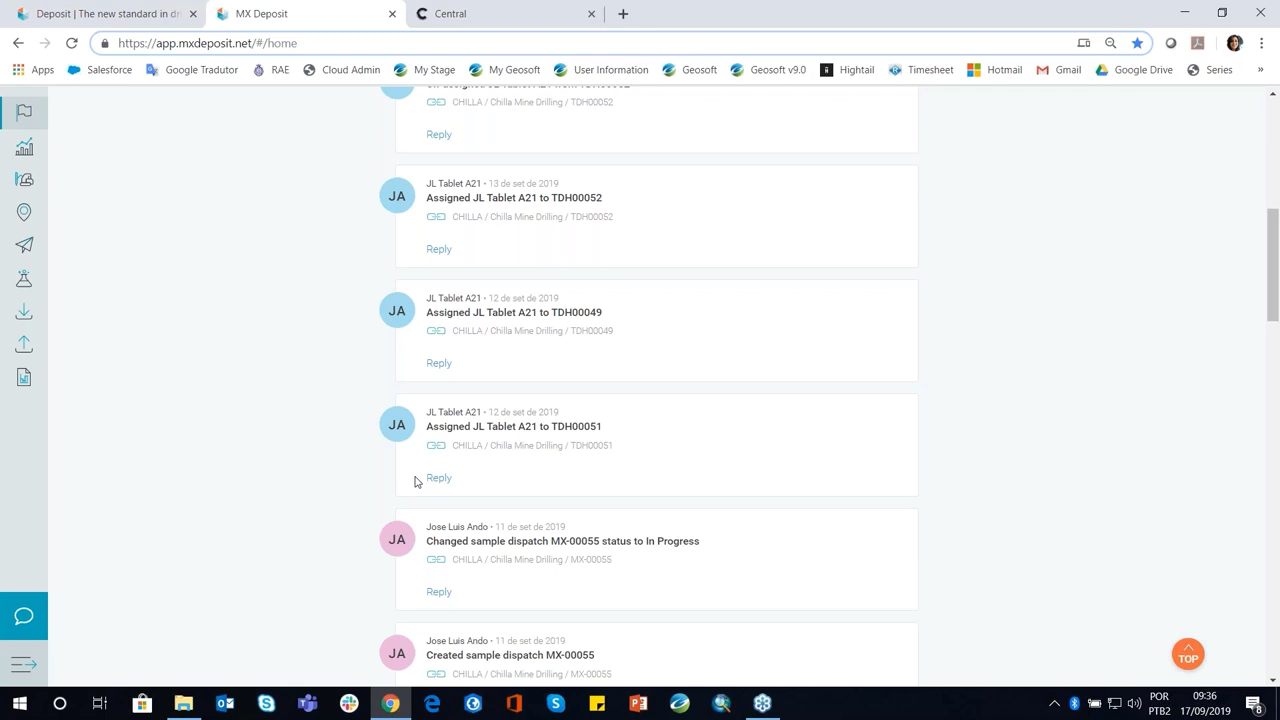 Deposit | The new standard in dr
MX Deposit
Central
https://app.mxdeposit.net/#/home
Apps
Salesforce
Google Tradutor
RAE
Cloud Admin
My Stage
My Geosoft
User Information
Geosoft
Geosoft v9.0
Hightail
Timesheet
Hotmail
Gmail
Google Drive
Series
»
CHILLA / Chilla Mine Drilling / TDH00052
Reply
JA
JL Tablet A21 • 13 de set de 2019
Assigned JL Tablet A21 to TDH00052
CHILLA / Chilla Mine Drilling / TDH00052
Reply
JA
JL Tablet A21 • 12 de set de 2019
Assigned JL Tablet A21 to TDH00049
CHILLA / Chilla Mine Drilling / TDH00049
Reply
JA
JL Tablet A21 • 12 de set de 2019
Assigned JL Tablet A21 to TDH00051
CHILLA / Chilla Mine Drilling / TDH00051
Reply
JA
Jose Luis Ando • 11 de set de 2019
Changed sample dispatch MX-00055 status to In Progress
CHILLA / Chilla Mine Drilling / MX-00055
Reply
JA
Jose Luis Ando • 11 de set de 2019
Created sample dispatch MX-00055
CHILLA / Chilla Mine Drilling / MX-00055
TOP
POR
PTB2
09:36
17/09/2019
8